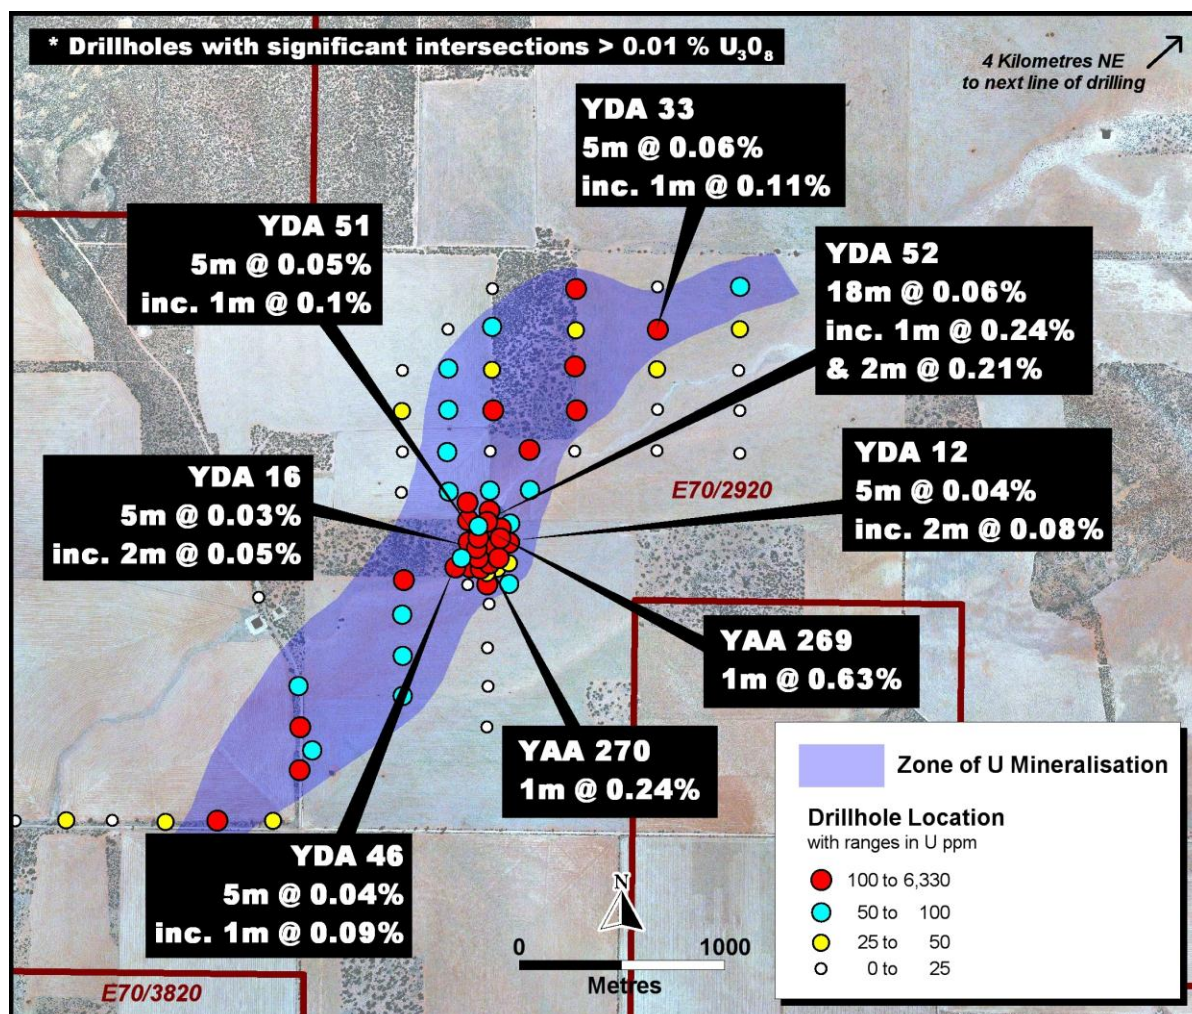 * Drillholes with significant intersections > 0.01 % U₃0₈
4 Kilometres NE
to next line of drilling
YDA 33
5m @ 0.06%
inc. 1m @ 0.11%
YDA 51
5m @ 0.05%
inc. 1m @ 0.1%
YDA 52
18m @ 0.06%
inc. 1m @ 0.24%
& 2m @ 0.21%
YDA 16
5m @ 0.03%
inc. 2m @ 0.05%
E70/2920
YDA 12
5m @ 0.04%
inc. 2m @ 0.08%
YAA 269
1m @ 0.63%
YAA 270
1m @ 0.24%
YDA 46
5m @ 0.04%
inc. 1m @ 0.09%
E70/3820
N
0 1000
Metres
Zone of U Mineralisation
Drillhole Location
with ranges in U ppm
100 to 6,330
50 to 100
25 to 50
0 to 25